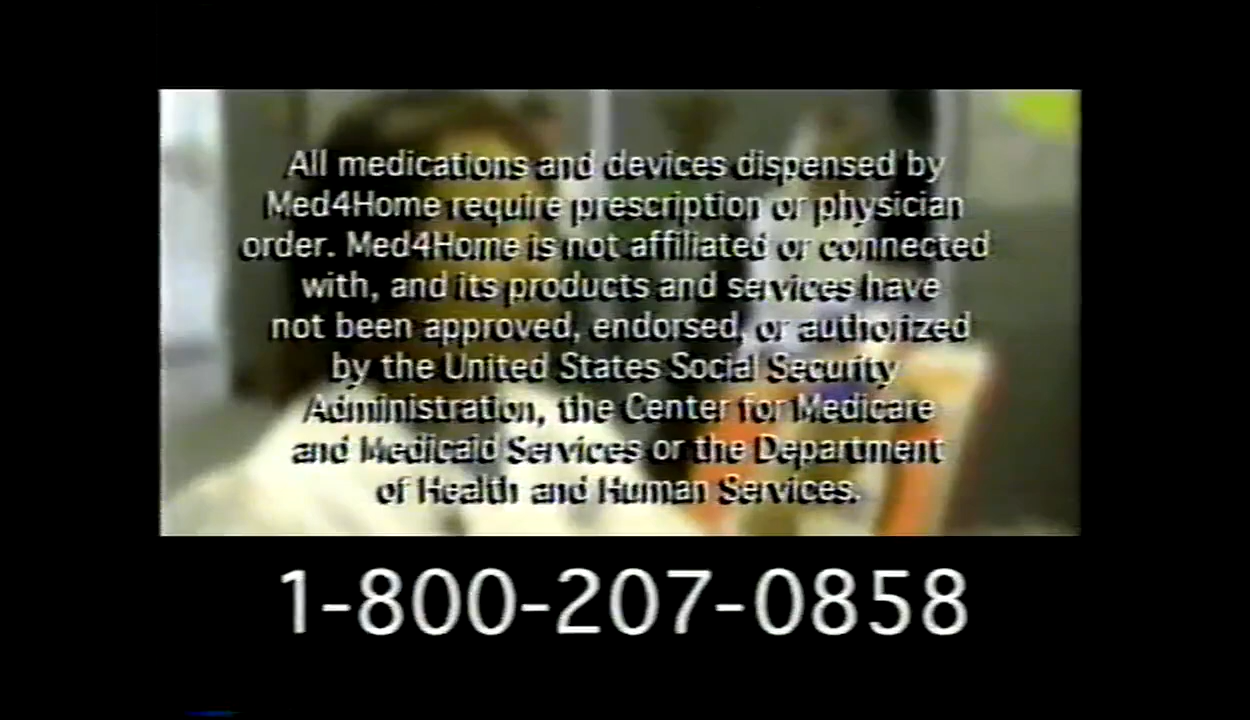 All medications and devices dispensed by
Med4Home require prescription or physician
order. Med4Home is not affiliated or connected
with, and its products and services have
not been approved, endorsed, or authorized
by the United States Social Security
Administration, the Center for Medicare
and Medicaid Services or the Department
of Health and Human Services.
1-800-207-0858